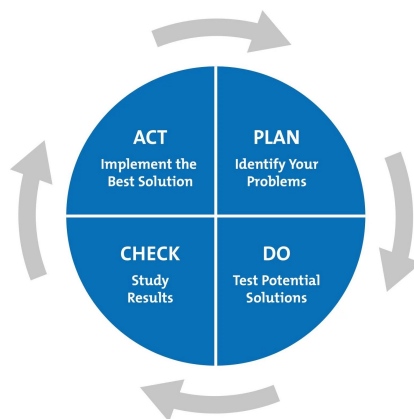 ACT
Implement the
Best Solution
PLAN
Identify Your
Problems
CHECK
Study
Results
DO
Test Potential
Solutions